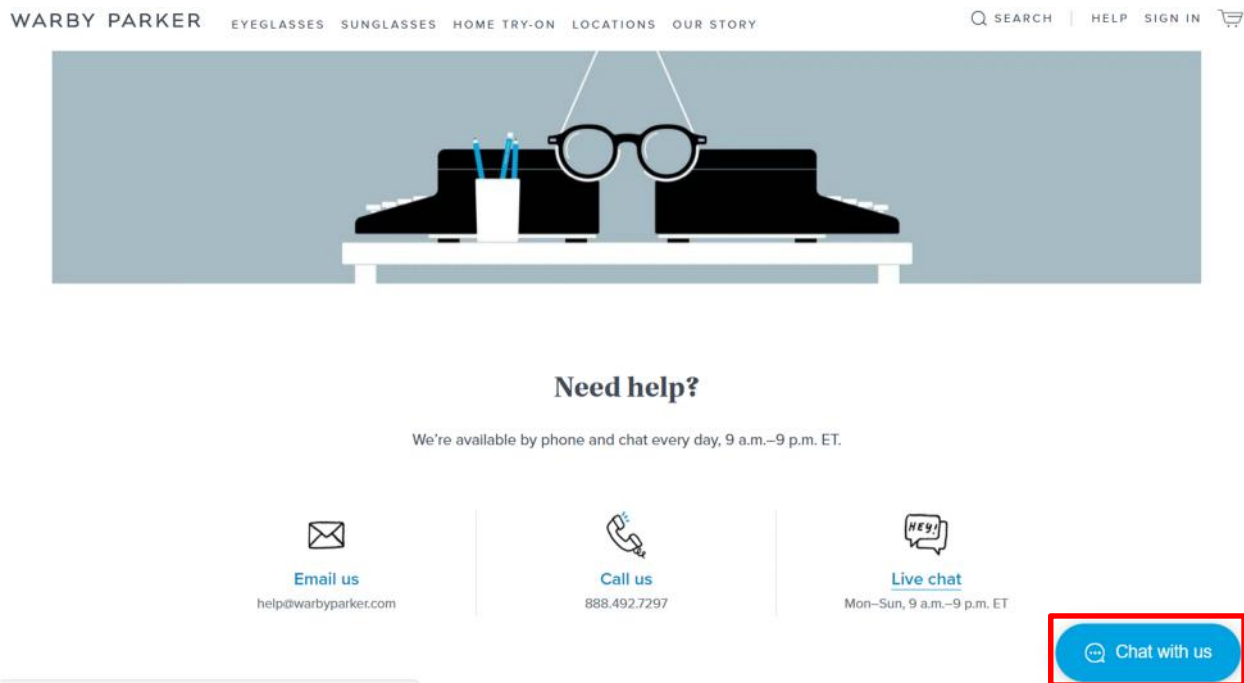 WARBY PARKER EYEGLASSES SUNGLASSES HOME TRY-ON LOCATIONS OUR STORY SEARCH HELP SIGN IN
Need help?
We're available by phone and chat every day, 9 a.m.–9 p.m. ET.
HEY!
Email us Call us Live chat
help@warbyparker.com 888.492.7297 Mon–Sun, 9 a.m.–9 p.m. ET
Chat with us